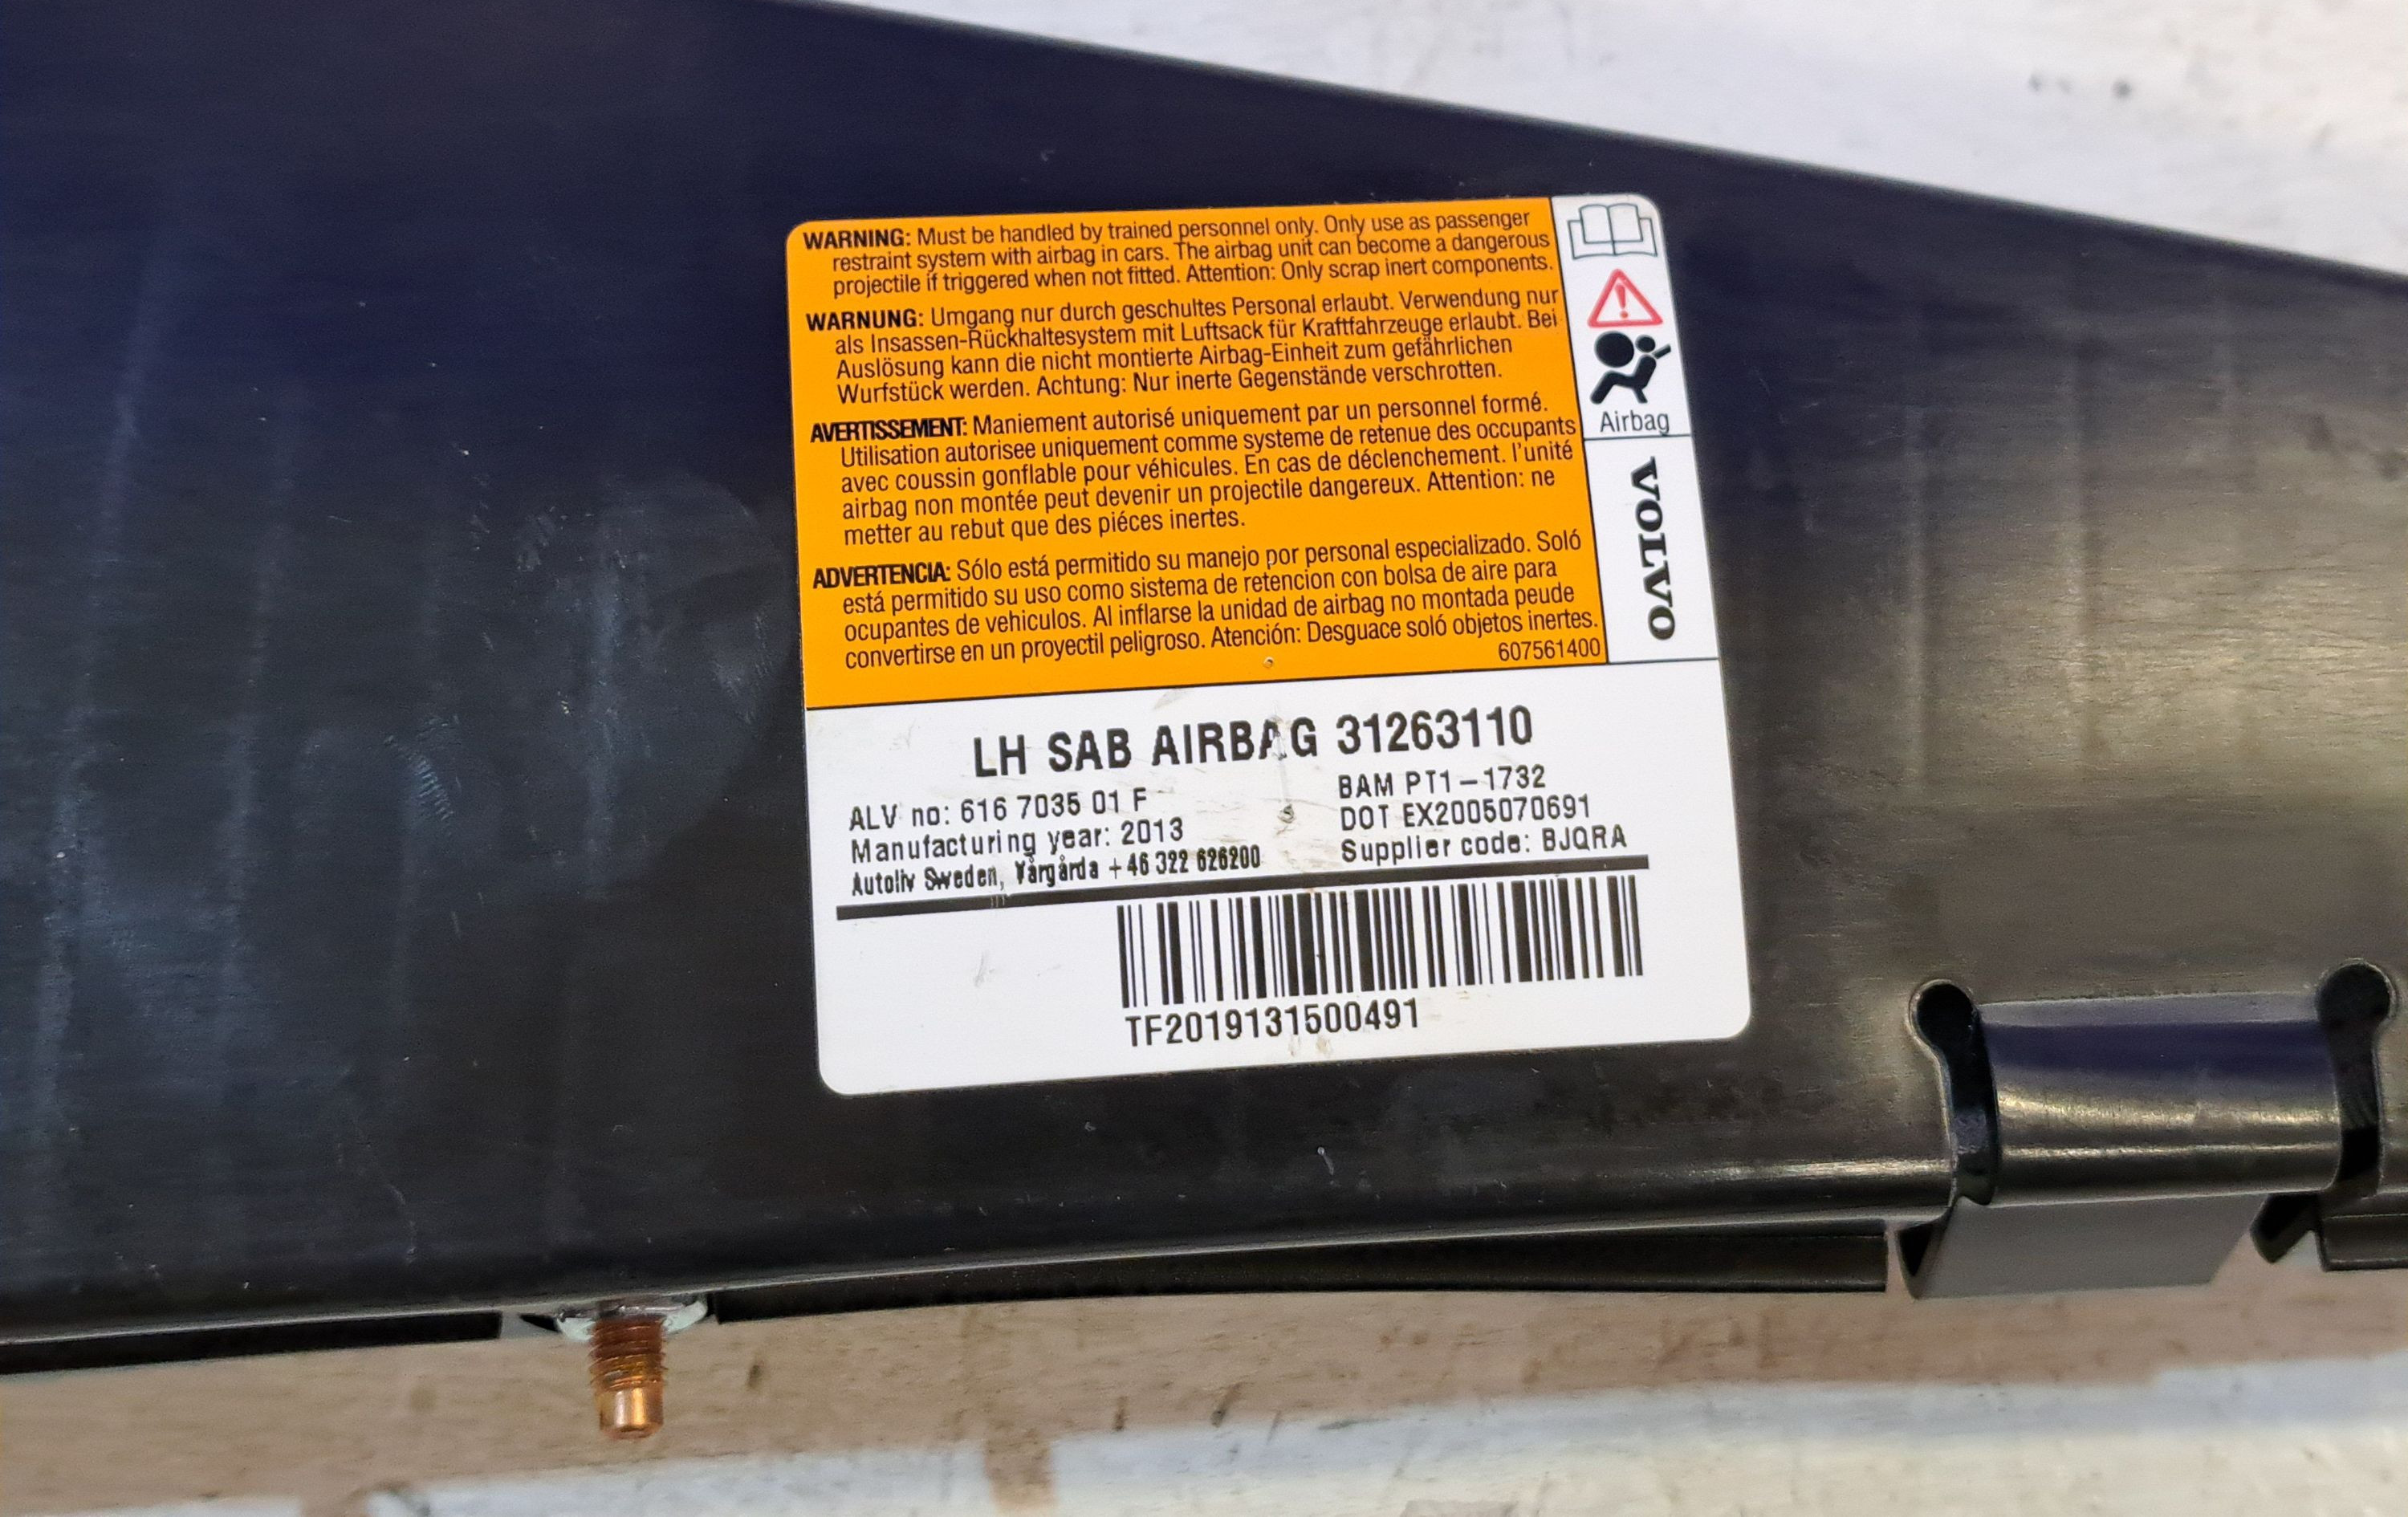 WARNING: Must be handled by trained personnel only. Only use as passenger
restraint system with airbag in cars. The airbag unit can become a dangerous
projectile if triggered when not fitted. Attention: Only scrap inert components.
WARNUNG: Umgang nur durch geschultes Personal erlaubt. Verwendung nur
als Insassen-Rückhaltesystem mit Luftsack für Kraftfahrzeuge erlaubt. Bei
Auslösung kann die nicht montierte Airbag-Einheit zum gefährlichen
Wurfstück werden. Achtung: Nur inerte Gegenstände verschrotten.
AVERTISSEMENT: Maniement autorisé uniquement par un personnel formé.
Utilisation autorisee uniquement comme systeme de retenue des occupants
avec coussin gonflable pour véhicules. En cas de déclenchement. l'unité
airbag non montée peut devenir un projectile dangereux. Attention: ne
metter au rebut que des piéces inertes.
ADVERTENCIA: Sólo está permitido su manejo por personal especializado. Soló
está permitido su uso como sistema de retencion con bolsa de aire para
ocupantes de vehiculos. Al inflarse la unidad de airbag no montada peude
convertirse en un proyectil peligroso. Atención: Desguace soló objetos inertes.
607561400
Airbag
VOLVO
LH SAB AIRBAG 31263110
ALV no: 616 7035 01 F
Manufacturing year: 2013
Autoliv Sweden, Vårgårda +46 322 626200
BAM PT1-1732
DOT EX2005070691
Supplier code: BJQRA
TF2019131500491